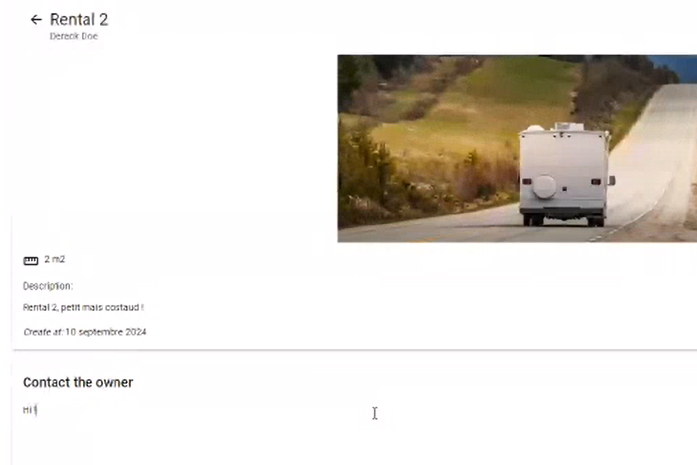 Rental 2
Dereck Doe
2 m2
Description:
Rental 2, petit mais costaud !
Create at: 10 septembre 2024
Contact the owner
Hi